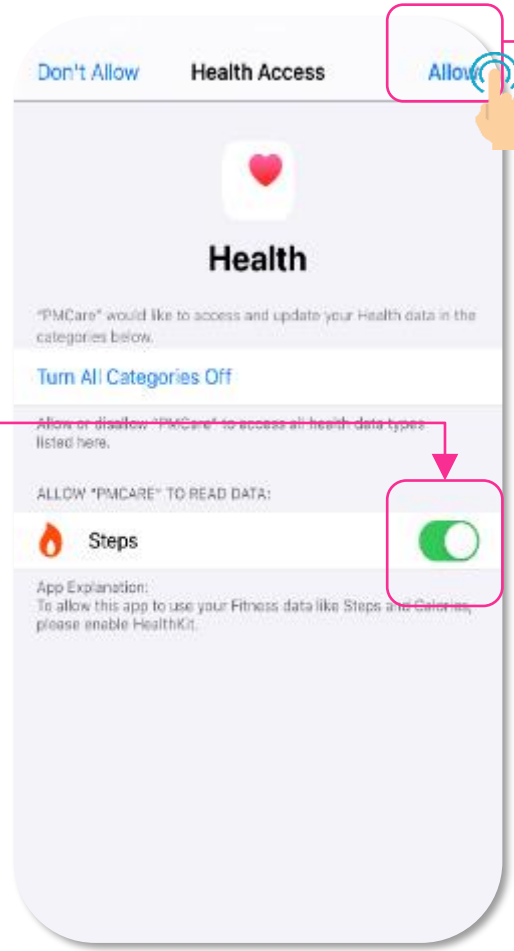 Don't Allow Health Access Allow
Health
"PMCare" would like to access and update your Health data in the
categories below.
Turn All Categories Off
Allow or disallow "PMCare" to access all health data types
listed here.
ALLOW "PMCARE" TO READ DATA:
Steps
App Explanation:
To allow this app to use your Fitness data like Steps and Calories,
please enable HealthKit.